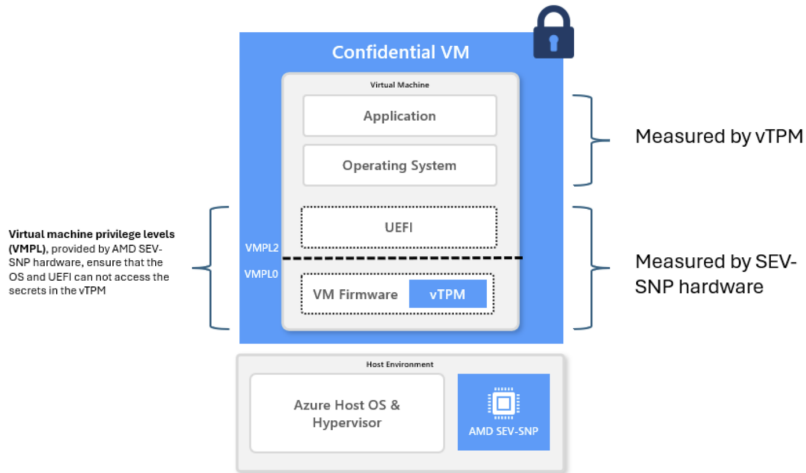 Confidential VM
Virtual Machine
Application
Operating System
Measured by vTPM
UEFI
Virtual machine privilege levels
(VMPL), provided by AMD SEV-
SNP hardware, ensure that the
OS and UEFI can not access the
secrets in the vTPM
VMPL2
VMPL0
VM Firmware
vTPM
Measured by SEV-
SNP hardware
Host Environment
Azure Host OS &
Hypervisor
AMD SEV-SNP